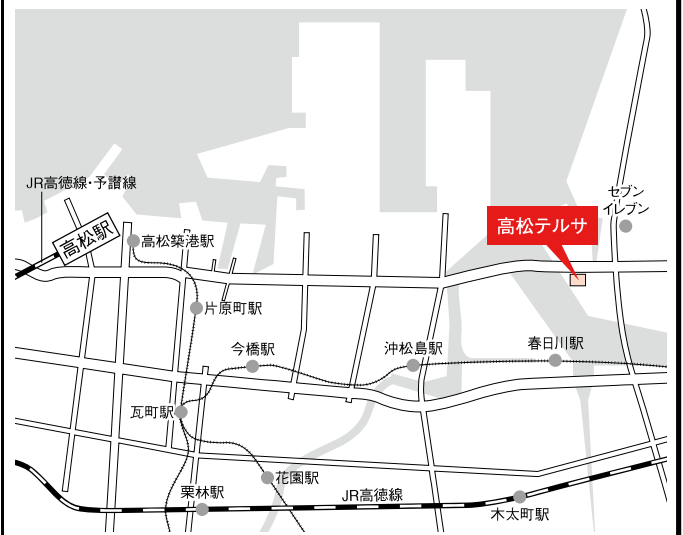 JR高徳線・予讃線
セブン
イレブン
高松テルサ
高松駅
高松築港駅
片原町駅
今橋駅
沖松島駅
春日川駅
瓦町駅
花園駅
栗林駅
JR高徳線
木太町駅